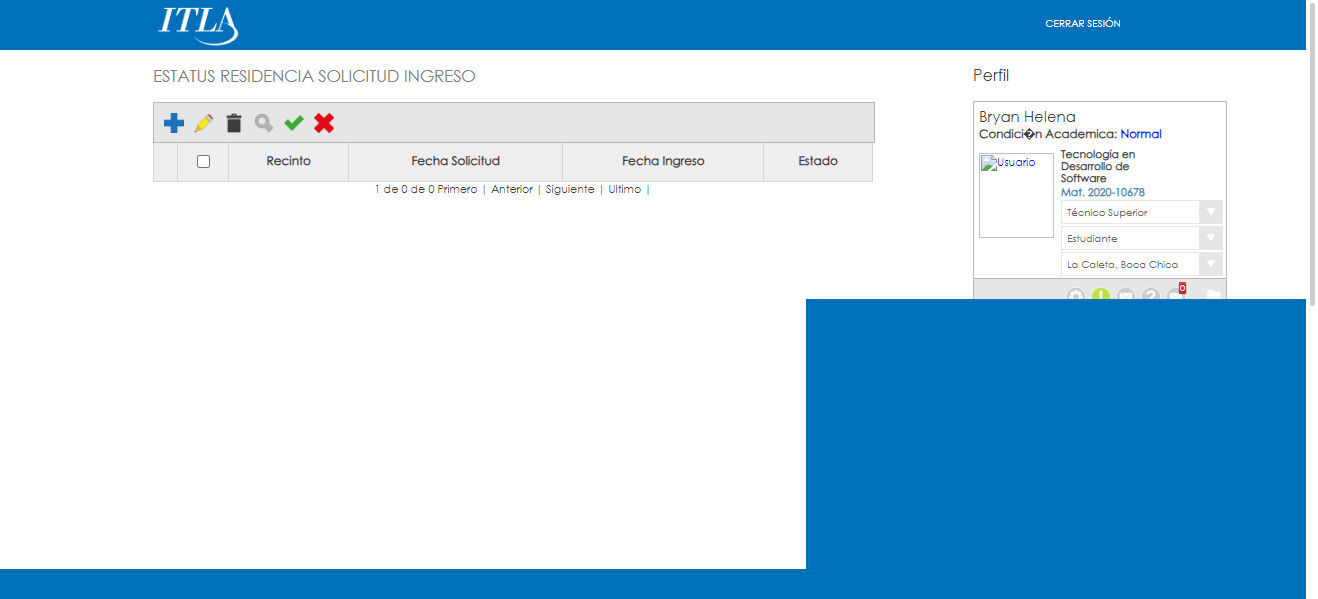 ITLA
CERRAR SESIÓN
ESTATUS RESIDENCIA SOLICITUD INGRESO
Recinto Fecha Solicitud Fecha Ingreso Estado
1 de 0 de 0 Primero | Anterior | Siguiente | Ultimo |
Perfil
Bryan Helena
Condici�n Academica: Normal
Usuario
Tecnología en
Desarrollo de
Software
Mat. 2020-10678
Técnico Superior
Estudiante
La Caleta, Boca Chica
0